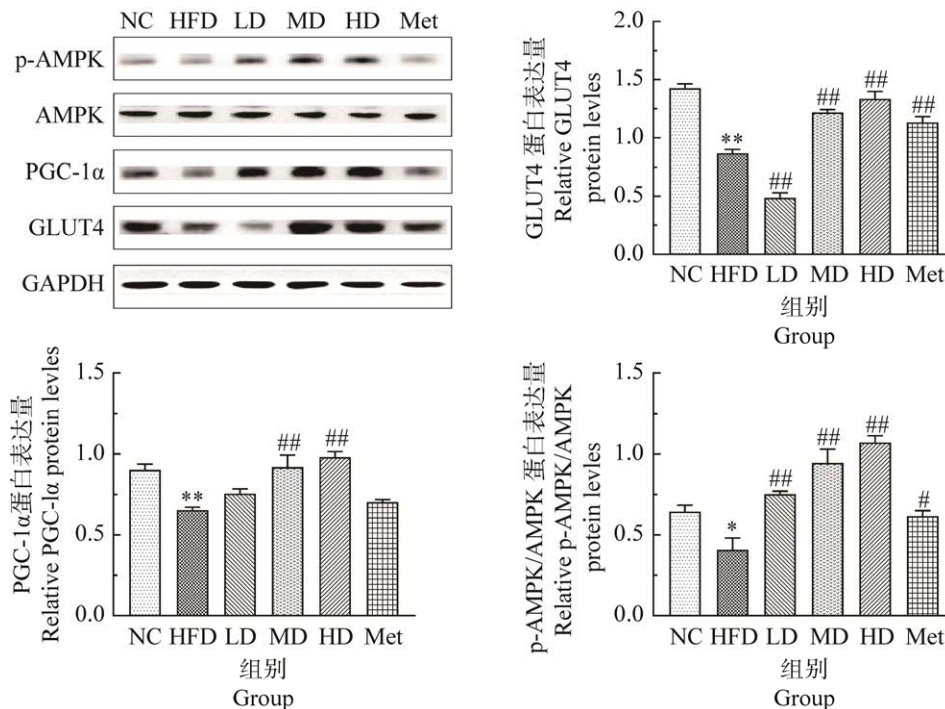 NC HFD LD MD HD Met
p-AMPK
AMPK
PGC-1α
GLUT4
GAPDH
GLUT4 蛋白表达量
Relative GLUT4
protein levles
2.0
1.5
1.0
0.5
0.0
**
##
##
##
##
NC HFD LD MD HD Met
组别
Group
PGC-1α蛋白表达量
Relative PGC-1α protein levles
1.5
1.0
0.5
0.0
**
##
##
NC HFD LD MD HD Met
组别
Group
p-AMPK/AMPK 蛋白表达量
Relative p-AMPK/AMPK
protein levles
1.5
1.0
0.5
0.0
*
##
##
##
#
NC HFD LD MD HD Met
组别
Group